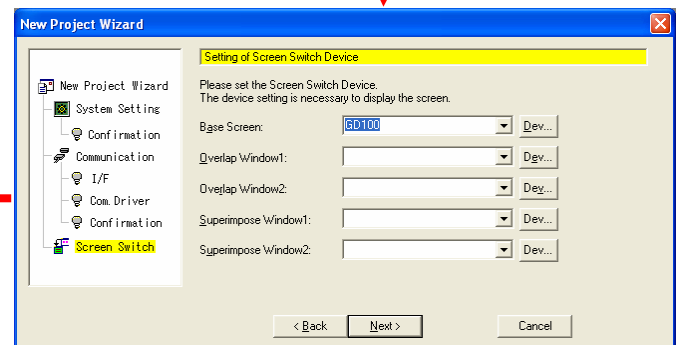 New Project Wizard
New Project Wizard
System Setting
Confirmation
Communication
I/F
Com. Driver
Confirmation
Screen Switch
Setting of Screen Switch Device
Please set the Screen Switch Device.
The device setting is necessary to display the screen.
Base Screen: GD100 Dev...
Overlap Window1: Dev...
Overlap Window2: Dev...
Superimpose Window1: Dev...
Superimpose Window2: Dev...
< Back Next > Cancel